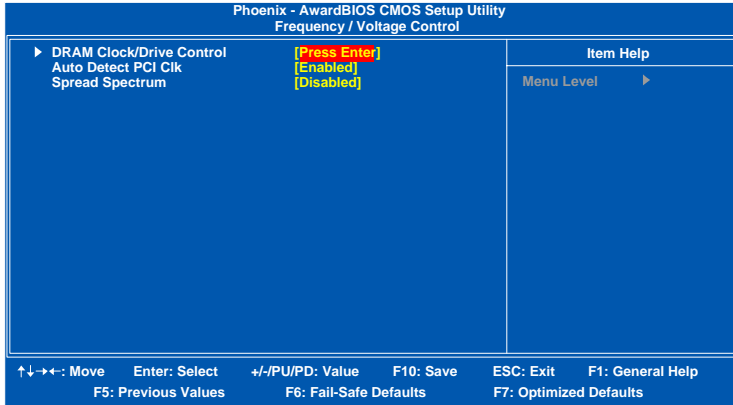 Phoenix - AwardBIOS CMOS Setup Utility
Frequency / Voltage Control
DRAM Clock/Drive Control [Press Enter]
Auto Detect PCI Clk [Enabled]
Spread Spectrum [Disabled]
Item Help
Menu Level
↑↓→←: Move Enter: Select +/-/PU/PD: Value F10: Save ESC: Exit F1: General Help
F5: Previous Values F6: Fail-Safe Defaults F7: Optimized Defaults